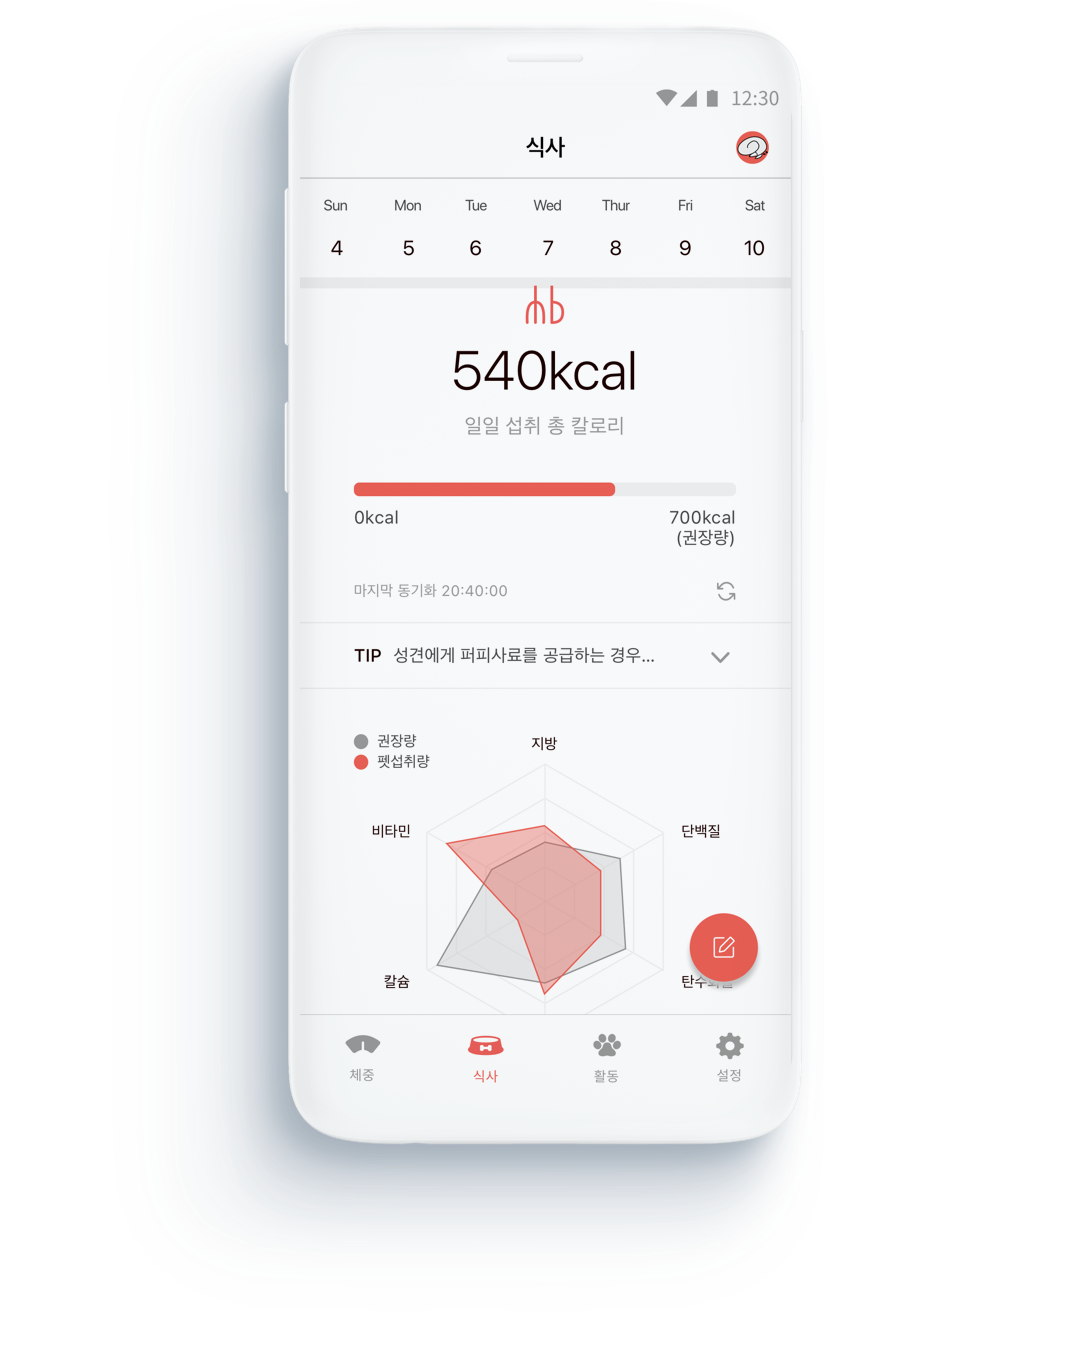 12:30
식사
Sun Mon Tue Wed Thur Fri Sat
4 5 6 7 8 9 10
540kcal
일일 섭취 총 칼로리
0kcal 700kcal
(권장량)
마지막 동기화 20:40:00
TIP 성견에게 퍼피사료를 공급하는 경우...
권장량
펫섭취량
지방
비타민 단백질
칼슘
체중 식사 활동 설정